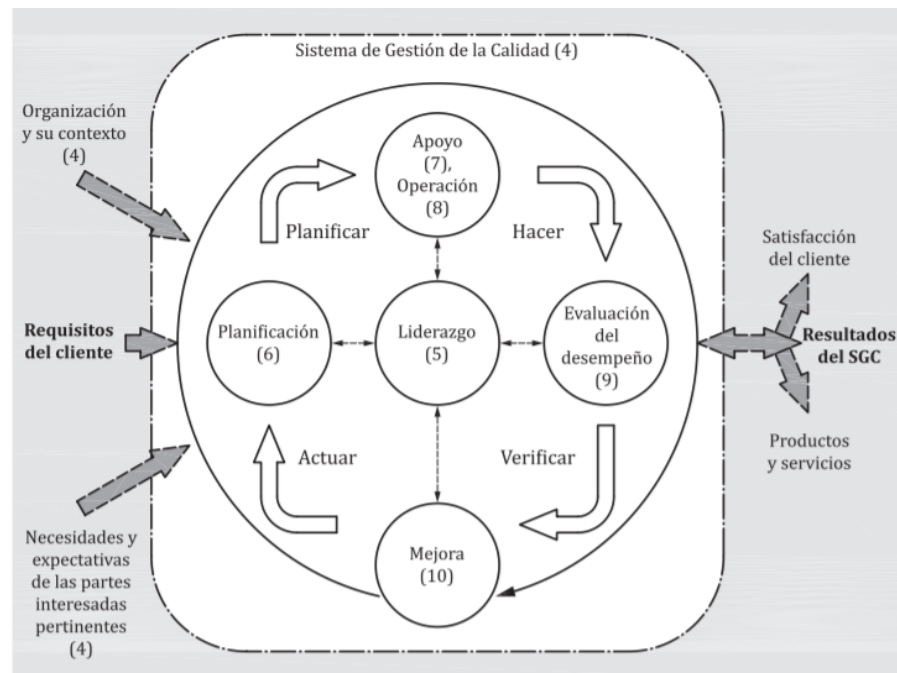 Sistema de Gestión de la Calidad (4)
Organización
y su contexto
(4)
Apoyo
(7),
Operación
(8)
Planificar
Hacer
Satisfacción
del cliente
Requisitos
del cliente
Planificación
(6)
Liderazgo
(5)
Evaluación
del
desempeño
(9)
Resultados
del SGC
Actuar
Verificar
Productos
y servicios
Necesidades y
expectativas
de las partes
interesadas
pertinentes
(4)
Mejora
(10)